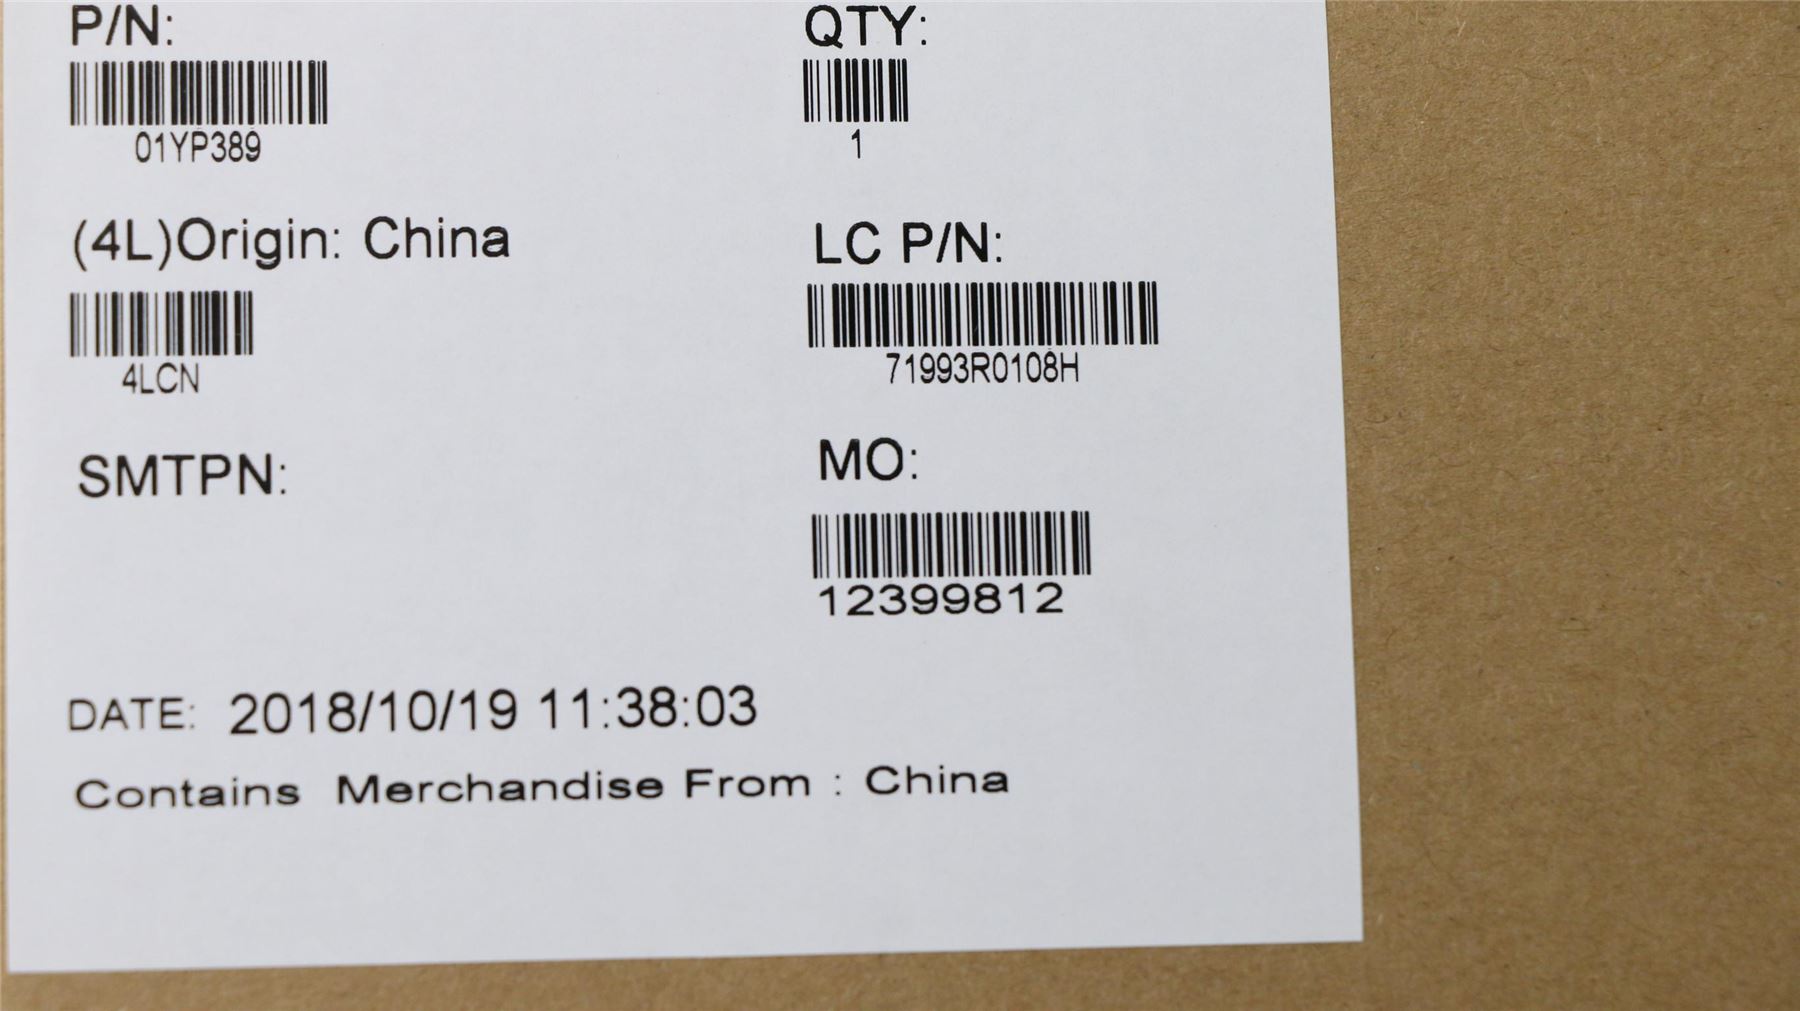 P/N:
QTY:
01YP389
1
(4L)Origin: China
LC P/N:
4LCN
71993R0108H
SMTPN:
MO:
12399812
DATE: 2018/10/19 11:38:03
Contains Merchandise From : China